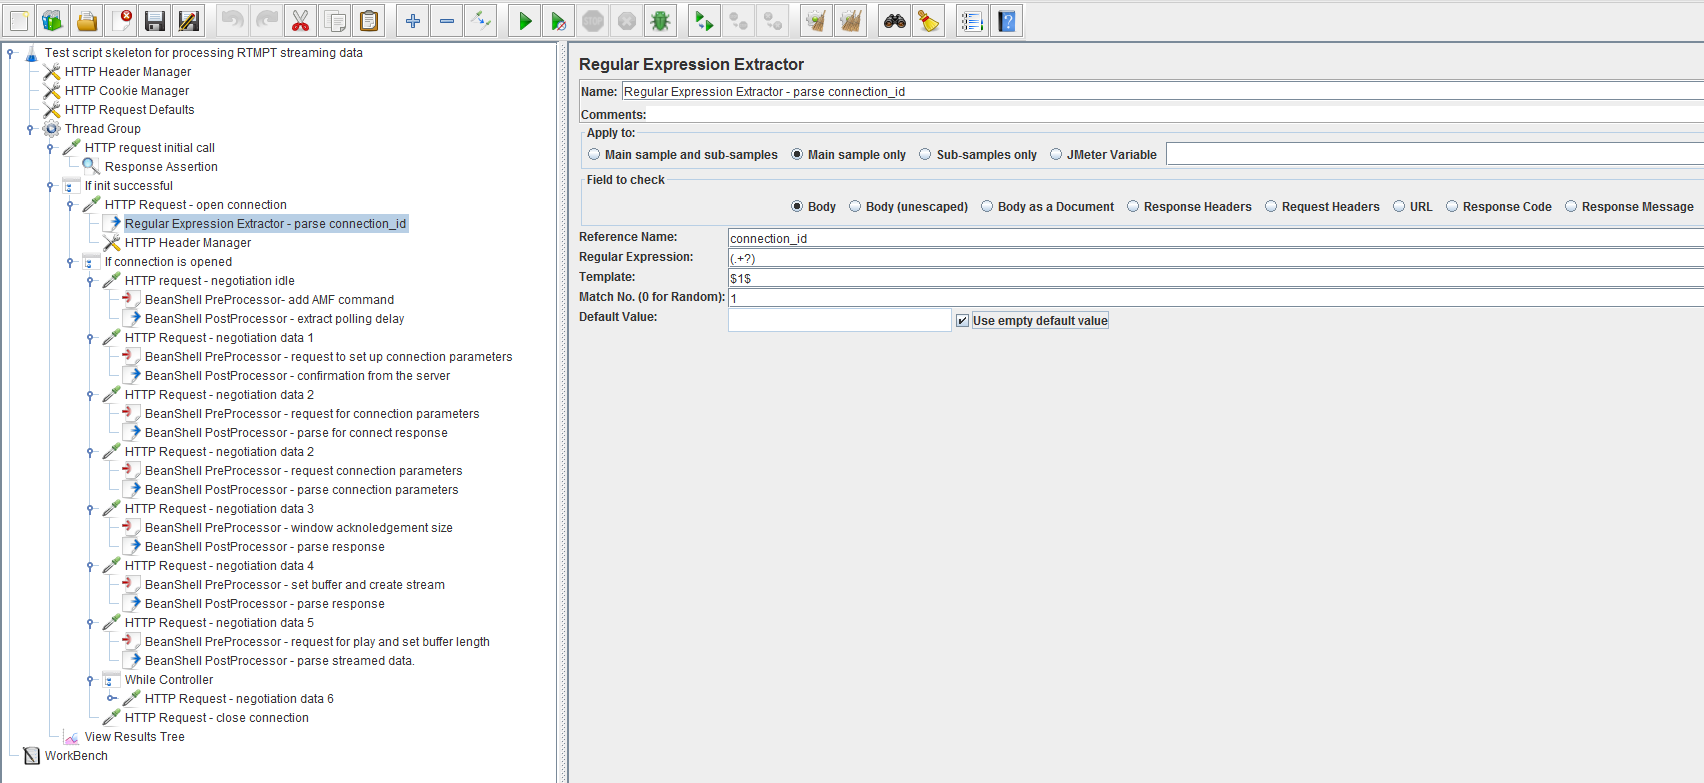 STOP
?
Test script skeleton for processing RTMPT streaming data
HTTP Header Manager
HTTP Cookie Manager
HTTP Request Defaults
Thread Group
HTTP request initial call
Response Assertion
If init successful
HTTP Request - open connection
Regular Expression Extractor - parse connection_id
HTTP Header Manager
If connection is opened
HTTP request - negotiation idle
BeanShell PreProcessor- add AMF command
BeanShell PostProcessor - extract polling delay
HTTP Request - negotiation data 1
BeanShell PreProcessor - request to set up connection parameters
BeanShell PostProcessor - confirmation from the server
HTTP Request - negotiation data 2
BeanShell PreProcessor - request for connection parameters
BeanShell PostProcessor - parse for connect response
HTTP Request - negotiation data 2
BeanShell PreProcessor - request connection parameters
BeanShell PostProcessor - parse connection parameters
HTTP Request - negotiation data 3
BeanShell PreProcessor - window acknoledgement size
BeanShell PostProcessor - parse response
HTTP Request - negotiation data 4
BeanShell PreProcessor - set buffer and create stream
BeanShell PostProcessor - parse response
HTTP Request - negotiation data 5
BeanShell PreProcessor - request for play and set buffer length
BeanShell PostProcessor - parse streamed data.
While Controller
HTTP Request - negotiation data 6
HTTP Request - close connection
View Results Tree
WorkBench
Regular Expression Extractor
Name: Regular Expression Extractor - parse connection_id
Comments:
Apply to:
Main sample and sub-samples Main sample only Sub-samples only JMeter Variable
Field to check
Body Body (unescaped) Body as a Document Response Headers Request Headers URL Response Code Response Message
Reference Name: connection_id
Regular Expression: (.+?)
Template: $1$
Match No. (0 for Random): 1
Default Value: Use empty default value